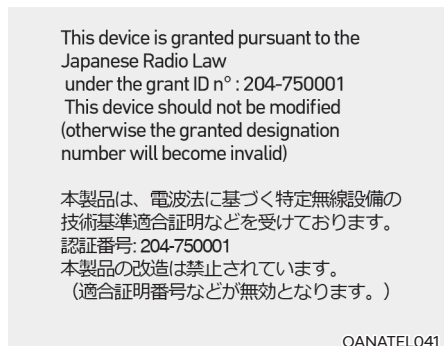 This device is granted pursuant to the
Japanese Radio Law
under the grant ID n° : 204-750001
This device should not be modified
(otherwise the granted designation
number will become invalid)
本製品は、電波法に基づく特定無線設備の
技術基準適合証明などを受けております。
認証番号: 204-750001
本製品の改造は禁止されています。
（適合証明番号などが無効となります。）
OANATEL041